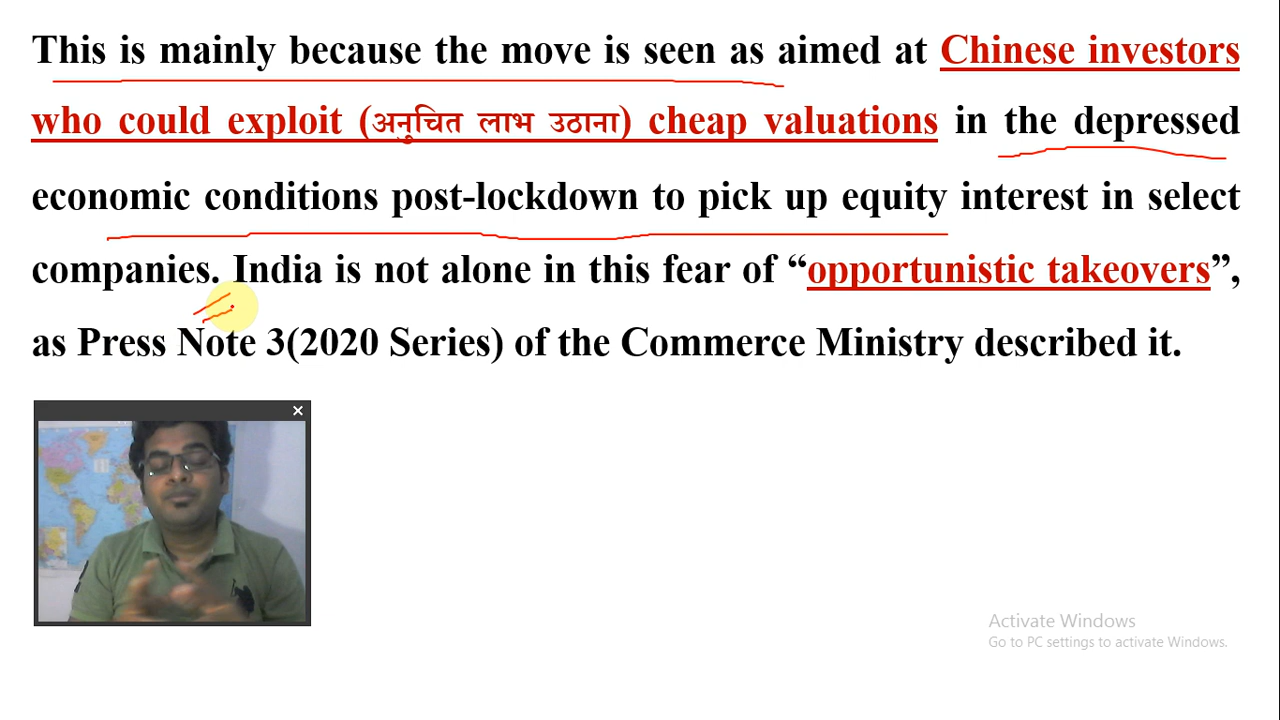 This is mainly because the move is seen as aimed at Chinese investors
who could exploit (अनुचित लाभ उठाना) cheap valuations in the depressed
economic conditions post-lockdown to pick up equity interest in select
companies. India is not alone in this fear of “opportunistic takeovers”,
as Press Note 3(2020 Series) of the Commerce Ministry described it.
Activate Windows
Go to PC settings to activate Windows.